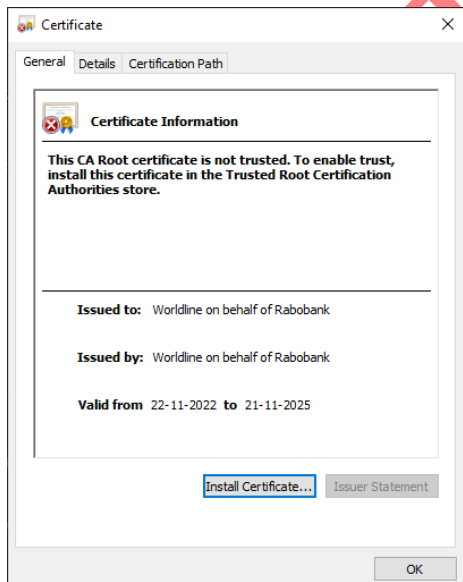 Certificate
General Details Certification Path
Certificate Information
This CA Root certificate is not trusted. To enable trust,
install this certificate in the Trusted Root Certification
Authorities store.
Issued to: Worldline on behalf of Rabobank
Issued by: Worldline on behalf of Rabobank
Valid from 22-11-2022 to 21-11-2025
Install Certificate... Issuer Statement
OK